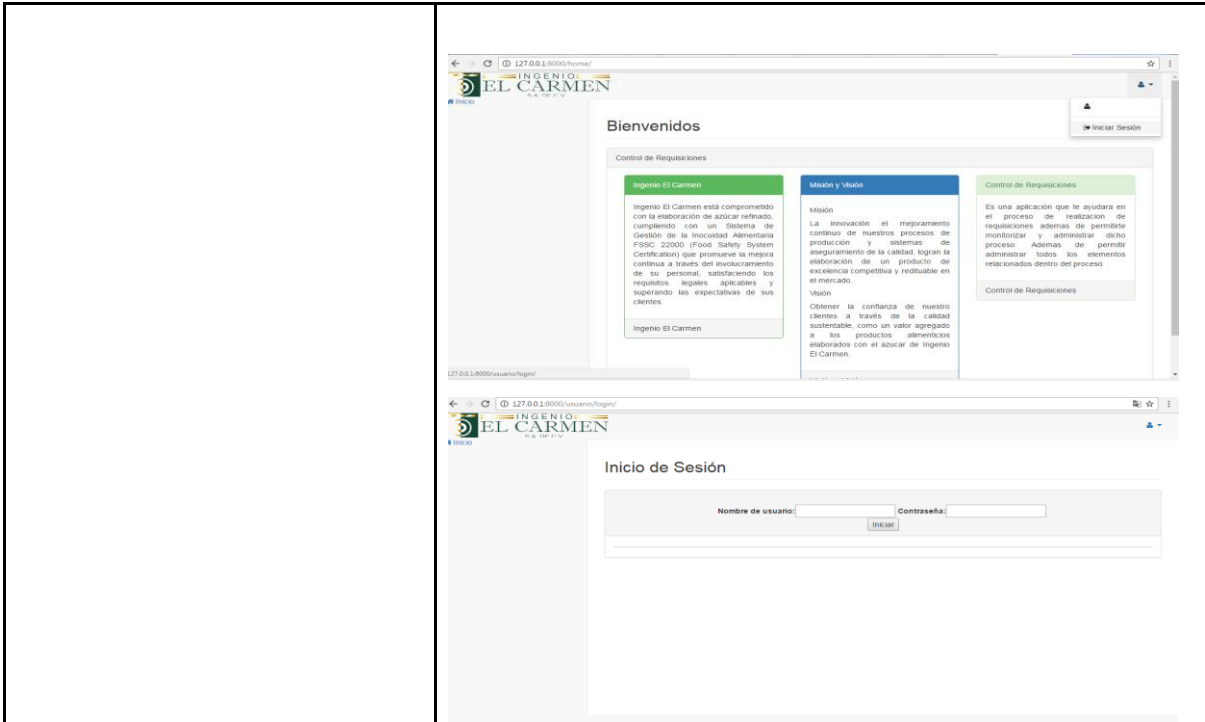 127.0.0.1:8000/home/
INGENIO
EL CARMEN
S.A. DE C.V.
Inicio
Iniciar Sesión
Bienvenidos
Control de Requisiciones
Ingenio El Carmen
Ingenio El Carmen está comprometido
con la elaboración de azúcar refinado,
cumpliendo con un Sistema de
Gestión de la Inocuidad Alimentaria
FSSC 22000 (Food Safety System
Certification) que promueve la mejora
continua a través del involucramiento
de su personal, satisfaciendo los
requisitos legales aplicables y
superando las expectativas de sus
clientes.
Ingenio El Carmen
Misión y Visión
Misión
La innovación el mejoramiento
continuo de nuestros procesos de
producción y sistemas de
aseguramiento de la calidad, logran la
elaboración de un producto de
excelencia competitiva y redituable en
el mercado.
Visión
Obtener la confianza de nuestro
clientes a través de la calidad
sustentable, como un valor agregado
a los productos alimenticios
elaborados con el azucar de Ingenio
El Carmen.
Control de Requisiciones
Es una aplicación que te ayudara en
el proceso de realizacion de
requisiciones ademas de permitirte
monitorizar y administrar dicho
proceso. Ademas de permitir
administrar todos los elementos
relacionados dentro del proceso
Control de Requisiciones
127.0.0.1:8000/usuario/login/
127.0.0.1:8000/usuario/login/
INGENIO
EL CARMEN
S.A. DE C.V.
Inicio
Inicio de Sesión
Nombre de usuario: Contraseña:
Iniciar